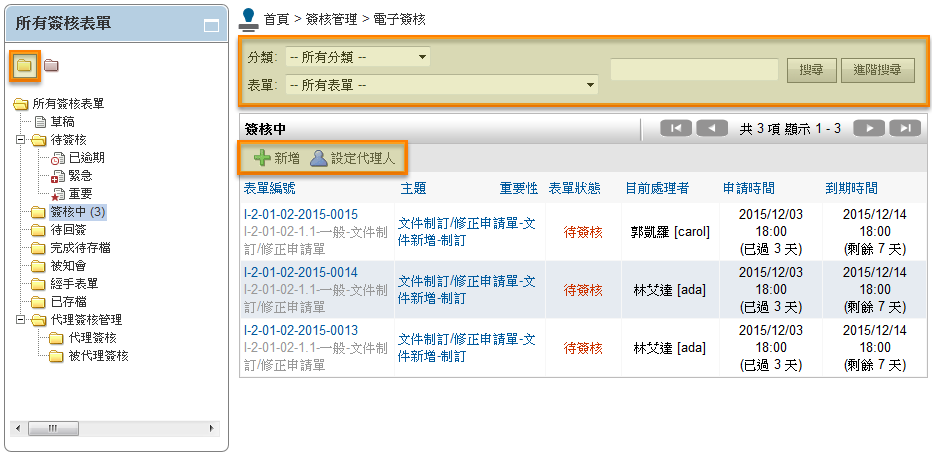 所有簽核表單
所有簽核表單
草稿
待簽核
已逾期
緊急
重要
簽核中 (3)
待回簽
完成待存檔
被知會
經手表單
已存檔
代理簽核管理
代理簽核
被代理簽核
首頁 > 簽核管理 > 電子簽核
分類: -- 所有分類 --
表單: -- 所有表單 --
搜尋 進階搜尋
簽核中 共 3 項 顯示 1 - 3
新增 設定代理人
表單編號 主題 重要性 表單狀態 目前處理者 申請時間 到期時間
I-2-01-02-2015-0015
I-2-01-02-1.1-一般-文件制
訂/修正申請單
文件制訂/修正申請單-文
件新增-制訂
待簽核
郭凱羅 [carol]
2015/12/03
18:00
(已過 3 天)
2015/12/14
18:00
(剩餘 7 天)
I-2-01-02-2015-0014
I-2-01-02-1.1-一般-文件制
訂/修正申請單
文件制訂/修正申請單-文
件新增-制訂
待簽核
林艾達 [ada]
2015/12/03
18:00
(已過 3 天)
2015/12/14
18:00
(剩餘 7 天)
I-2-01-02-2015-0013
I-2-01-02-1.1-一般-文件制
訂/修正申請單
文件制訂/修正申請單-文
件新增-制訂
待簽核
林艾達 [ada]
2015/12/03
18:00
(已過 3 天)
2015/12/14
18:00
(剩餘 7 天)